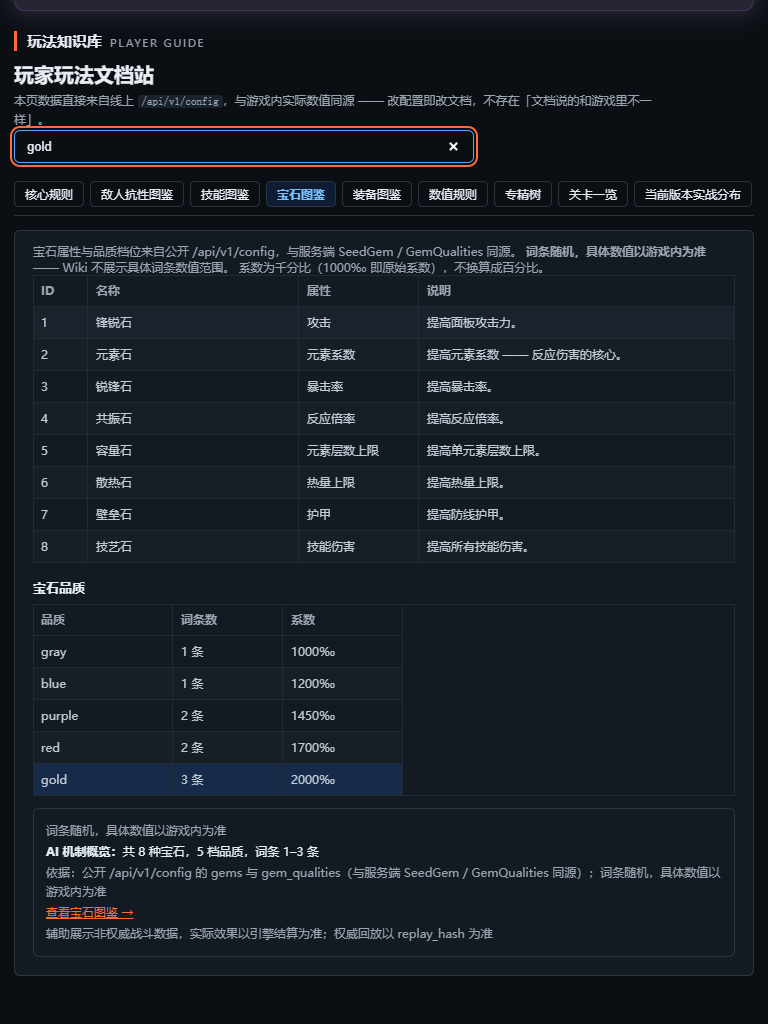 玩法知识库 PLAYER GUIDE
玩家玩法文档站
本页数据直接来自线上 /api/v1/config，与游戏内实际数值同源 —— 改配置即改文档，不存在「文档说的和游戏里不一
样」。
gold ×
核心规则 敌人抗性图鉴 技能图鉴 宝石图鉴 装备图鉴 数值规则 专精树 关卡一览 当前版本实战分布
宝石属性与品质档位来自公开 /api/v1/config，与服务端 SeedGem / GemQualities 同源。 词条随机，具体数值以游戏内为准
—— Wiki 不展示具体词条数值范围。 系数为千分比（1000‰ 即原始系数），不换算成百分比。
ID 名称 属性 说明
1 锋锐石 攻击 提高面板攻击力。
2 元素石 元素系数 提高元素系数 —— 反应伤害的核心。
3 锐锋石 暴击率 提高暴击率。
4 共振石 反应倍率 提高反应倍率。
5 容量石 元素层数上限 提高单元素层数上限。
6 散热石 热量上限 提高热量上限。
7 壁垒石 护甲 提高防线护甲。
8 技艺石 技能伤害 提高所有技能伤害。
宝石品质
品质 词条数 系数
gray 1 条 1000‰
blue 1 条 1200‰
purple 2 条 1450‰
red 2 条 1700‰
gold 3 条 2000‰
词条随机，具体数值以游戏内为准
AI 机制概览：共 8 种宝石，5 档品质，词条 1–3 条
依据：公开 /api/v1/config 的 gems 与 gem_qualities（与服务端 SeedGem / GemQualities 同源）；词条随机，具体数值以
游戏内为准
查看宝石图鉴 →
辅助展示非权威战斗数据，实际效果以引擎结算为准；权威回放以 replay_hash 为准